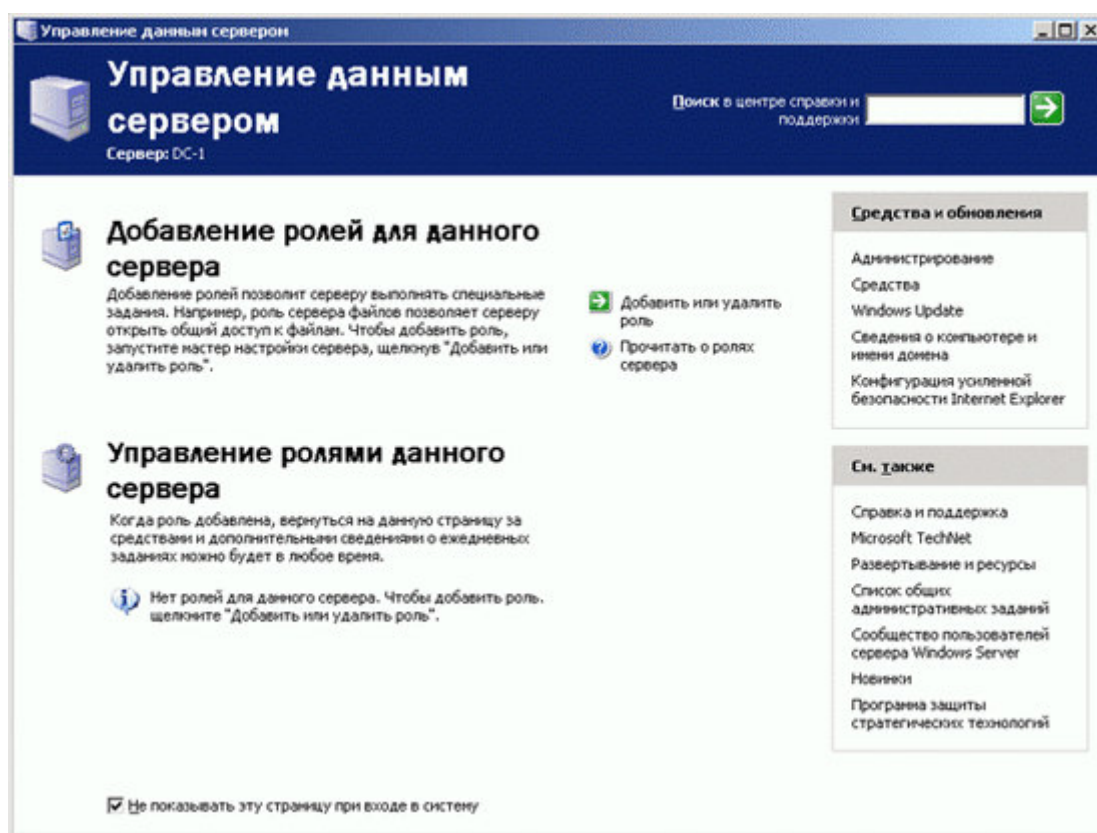 Управление данным сервером
Управление данным
сервером
Сервер: DC-1
Поиск в центре справки и
поддержки
Добавление ролей для данного
сервера
Добавление ролей позволит серверу выполнять специальные
задания. Например, роль сервера файлов позволяет серверу
открыть общий доступ к файлам. Чтобы добавить роль,
запустите мастер настройки сервера, щелкнув "Добавить или
удалить роль".
Добавить или удалить
роль
Прочитать о ролях
сервера
Управление ролями данного
сервера
Когда роль добавлена, вернуться на данную страницу за
средствами и дополнительными сведениями о ежедневных
заданиях можно будет в любое время.
Нет ролей для данного сервера. Чтобы добавить роль.
щелкните "Добавить или удалить роль".
Средства и обновления
Администрирование
Средства
Windows Update
Сведения о компьютере и
имени домена
Конфигурация усиленной
безопасности Internet Explorer
См. также
Справка и поддержка
Microsoft TechNet
Развертывание и ресурсы
Список общих
административных заданий
Сообщество пользователей
сервера Windows Server
Новинки
Программа защиты
стратегических технологий
Не показывать эту страницу при входе в систему